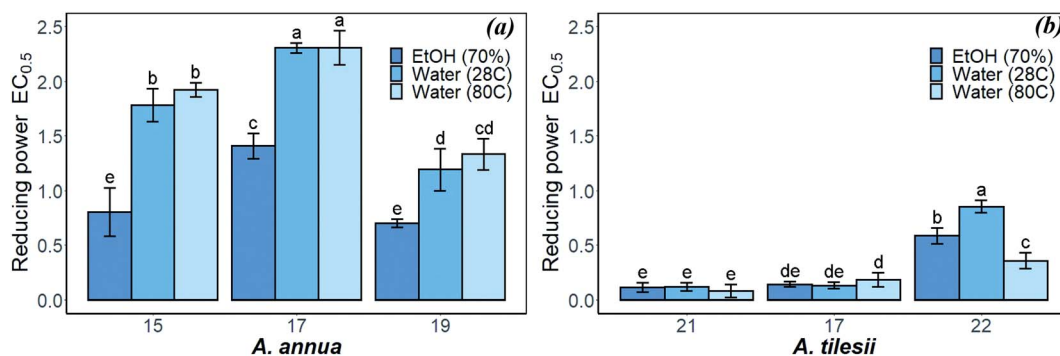 (a)
Reducing power EC0.5
2.5
2.0
1.5
1.0
0.5
0.0
EtOH (70%)
Water (28C)
Water (80C)
e
b
b
c
a
a
e
d
cd
15
17
19
A. annua
(b)
Reducing power EC0.5
2.5
2.0
1.5
1.0
0.5
0.0
EtOH (70%)
Water (28C)
Water (80C)
e
e
e
de
de
d
b
a
c
21
17
22
A. tilesii